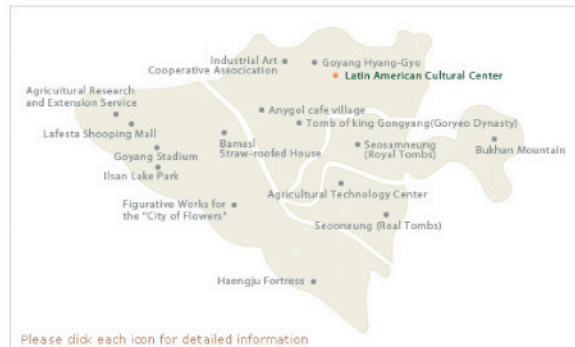 Industrial Art
Cooperative Assocication
Goyang Hyang-Gyo
Latin American Cultural Center
Agricultural Research
and Extension Service
Lafesta Shooping Mall
Anygol cafe village
Tomb of king Gongyang(Goryeo Dynasty)
Goyang Stadium
Bamasl
Straw-roofed House
Seosamneung
(Royal Tombs)
Bukhan Mountain
Ilsan Lake Park
Agricultural Technology Center
Figurative Works for
the "City of Flowers"
Seooneung (Roal Tombs)
Haengju Fortress
Please click each icon for detailed information